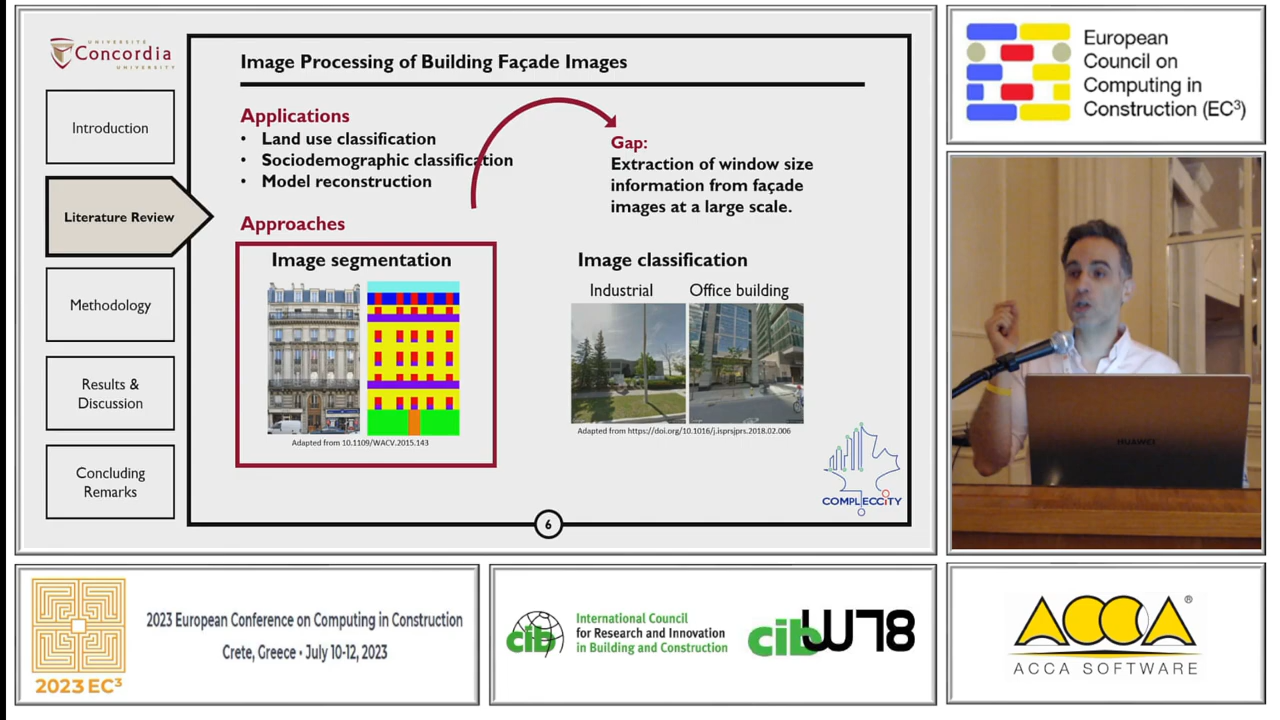 UNIVERSITÉ
Concordia
UNIVERSITY
Introduction
Literature Review
Methodology
Results &
Discussion
Concluding
Remarks
Image Processing of Building Façade Images
Applications
• Land use classification
• Sociodemographic classification
• Model reconstruction
Gap:
Extraction of window size
information from façade
images at a large scale.
Approaches
Image segmentation
Adapted from 10.1109/WACV.2015.143
Image classification
Industrial
Office building
Adapted from https://doi.org/10.1016/j.isprsjprs.2018.02.006
COMPLECCiTY
6
European
Council on
Computing in
Construction (EC³)
HUAWEI
2023 EC³
2023 European Conference on Computing in Construction
Crete, Greece • July 10-12, 2023
cib
International Council
for Research and Innovation
in Building and Construction
cib W78
ACCA ®
ACCA SOFTWARE